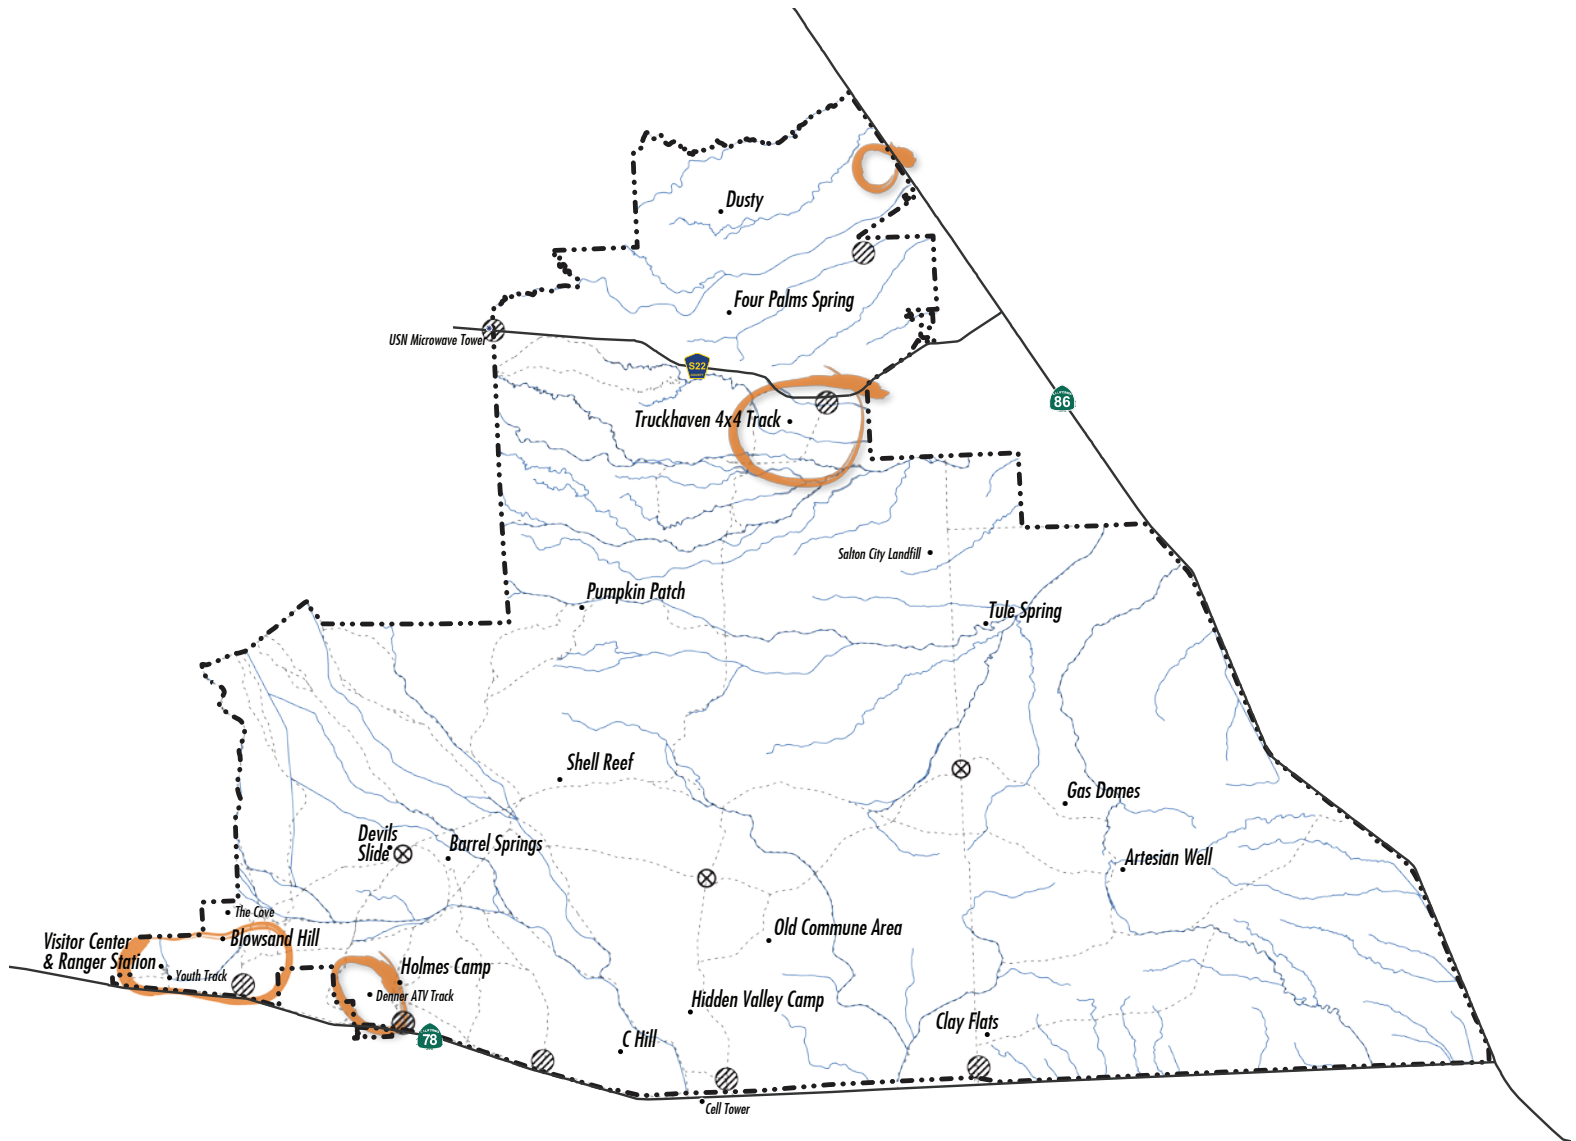 Dusty
Four Palms Spring
USN Microwave Tower
S22
86
Truckhaven 4x4 Track
Salton City Landfill
Pumpkin Patch
Tule Spring
Shell Reef
Gas Domes
Devils
Slide
Barrel Springs
Artesian Well
The Cove
Old Commune Area
Blowsand Hill
Visitor Center
& Ranger Station
Youth Track
Holmes Camp
Denner ATV Track
Hidden Valley Camp
Clay Flats
C Hill
78
Cell Tower